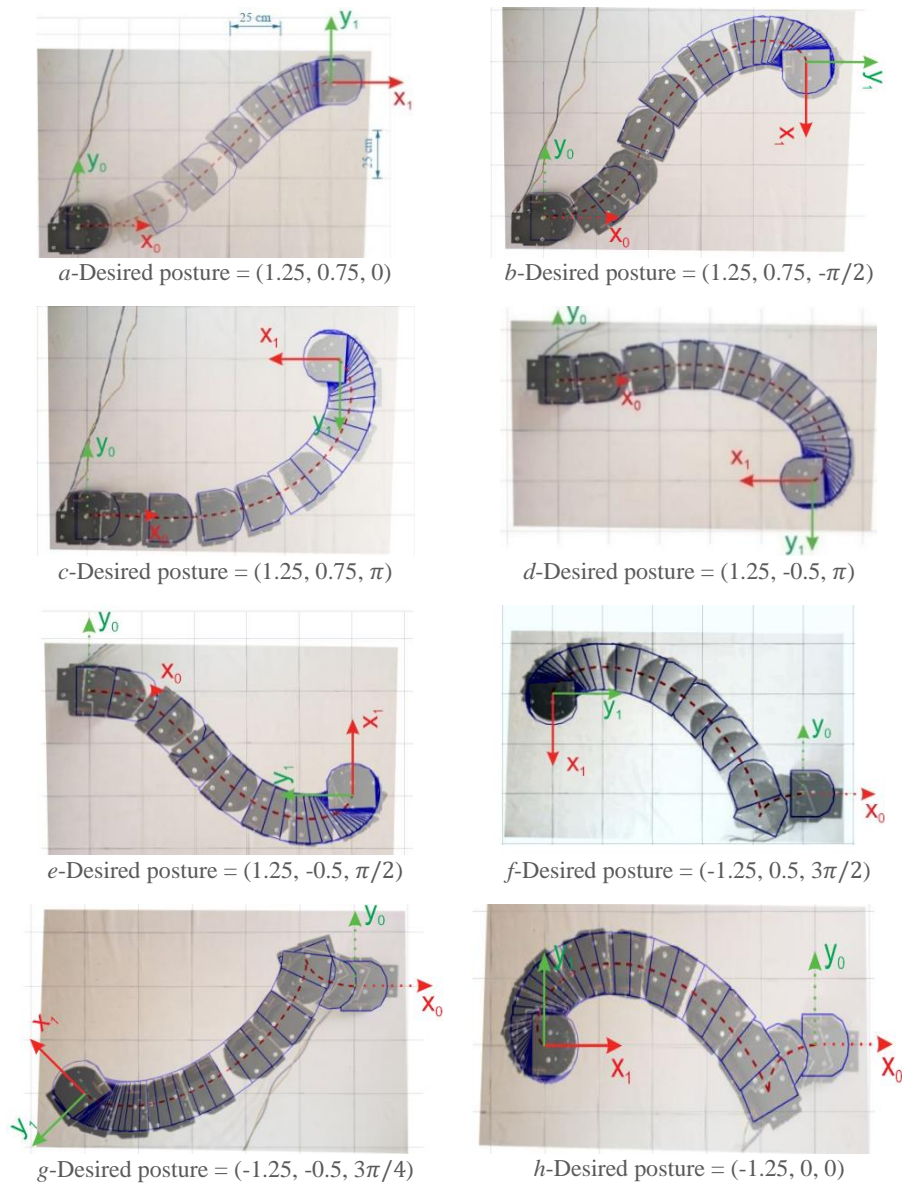 y₁
25 cm
x₁
25 cm
y₀
x₀
a-Desired posture = (1.25, 0.75, 0)
y₁
x₁
y₀
x₀
b-Desired posture = (1.25, 0.75, -π/2)
x₁
y₁
y₀
x₀
c-Desired posture = (1.25, 0.75, π)
y₀
x₀
x₁
y₁
d-Desired posture = (1.25, -0.5, π)
y₀
x₀
x₁
y₁
e-Desired posture = (1.25, -0.5, π/2)
y₁
x₁
y₀
x₀
f-Desired posture = (-1.25, 0.5, 3π/2)
y₀
x₀
x₁
y₁
g-Desired posture = (-1.25, -0.5, 3π/4)
y
y₀
x₁
x₀
h-Desired posture = (-1.25, 0, 0)